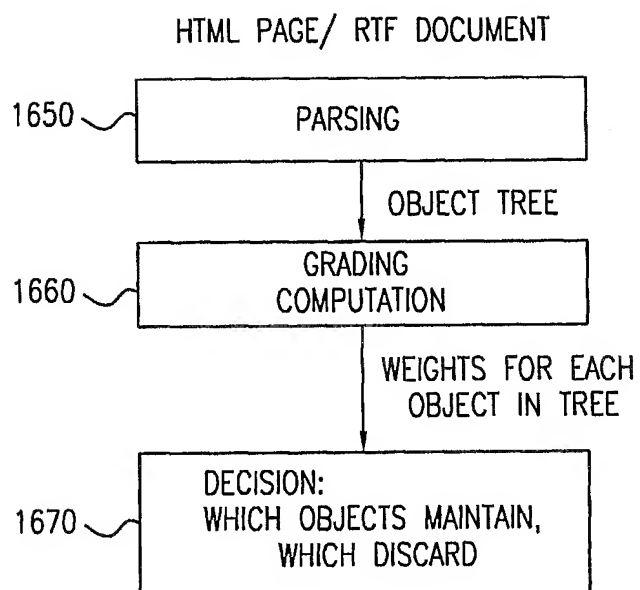 HTML PAGE/ RTF DOCUMENT
1650
PARSING
OBJECT TREE
1660
GRADING
COMPUTATION
WEIGHTS FOR EACH
OBJECT IN TREE
1670
DECISION:
WHICH OBJECTS MAINTAIN,
WHICH DISCARD